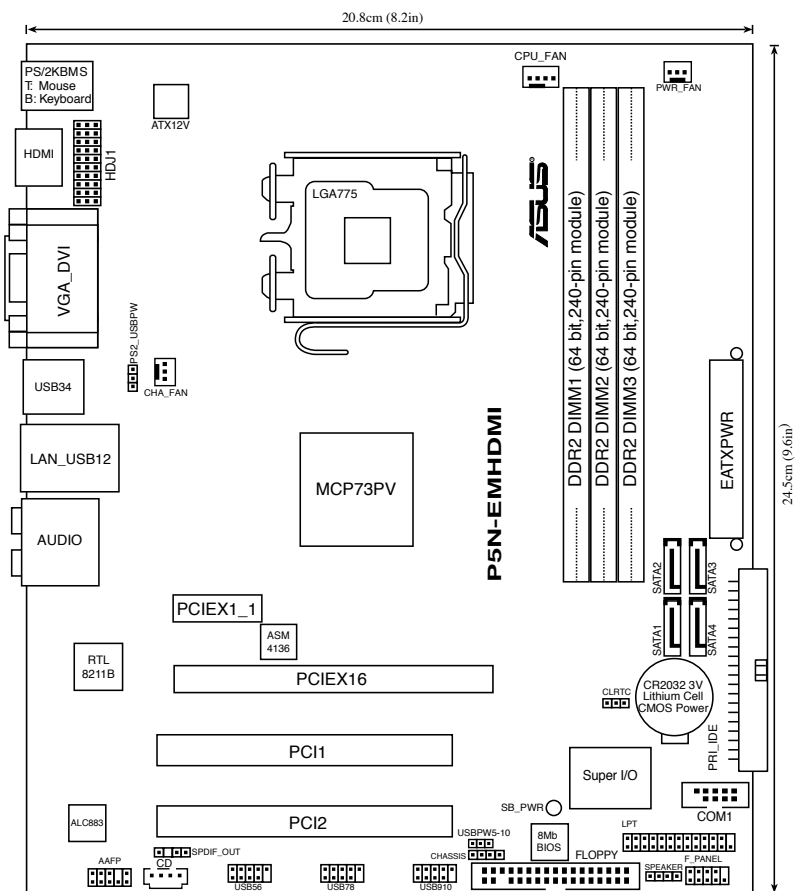 20.8cm (8.2in)
CPU_FAN
PWR_FAN
PS/2KBMS
T: Mouse
B: Keyboard
ATX12V
HDMI
HDJ1
LGA775
ASUS
VGA_DVI
DDR2 DIMM1 (64 bit,240-pin module)
DDR2 DIMM2 (64 bit,240-pin module)
DDR2 DIMM3 (64 bit,240-pin module)
PS2_USBPW
CHA_FAN
USB34
EATXPWR
24.5cm (9.6in)
LAN_USB12
MCP73PV
P5N-EMHDMI
AUDIO
SATA2
SATA3
PCIEX1_1
SATA1
SATA4
ASM
4136
RTL
8211B
PCIEX16
CLRTC
CR2032 3V
Lithium Cell
CMOS Power
PRI_IDE
PCI1
Super I/O
SB_PWR
COM1
ALC883
PCI2
USBPW5-10
8Mb
BIOS
LPT
SPDIF_OUT
CHASSIS
FLOPPY
AAFP
CD
SPEAKER
F_PANEL
USB56
USB78
USB910